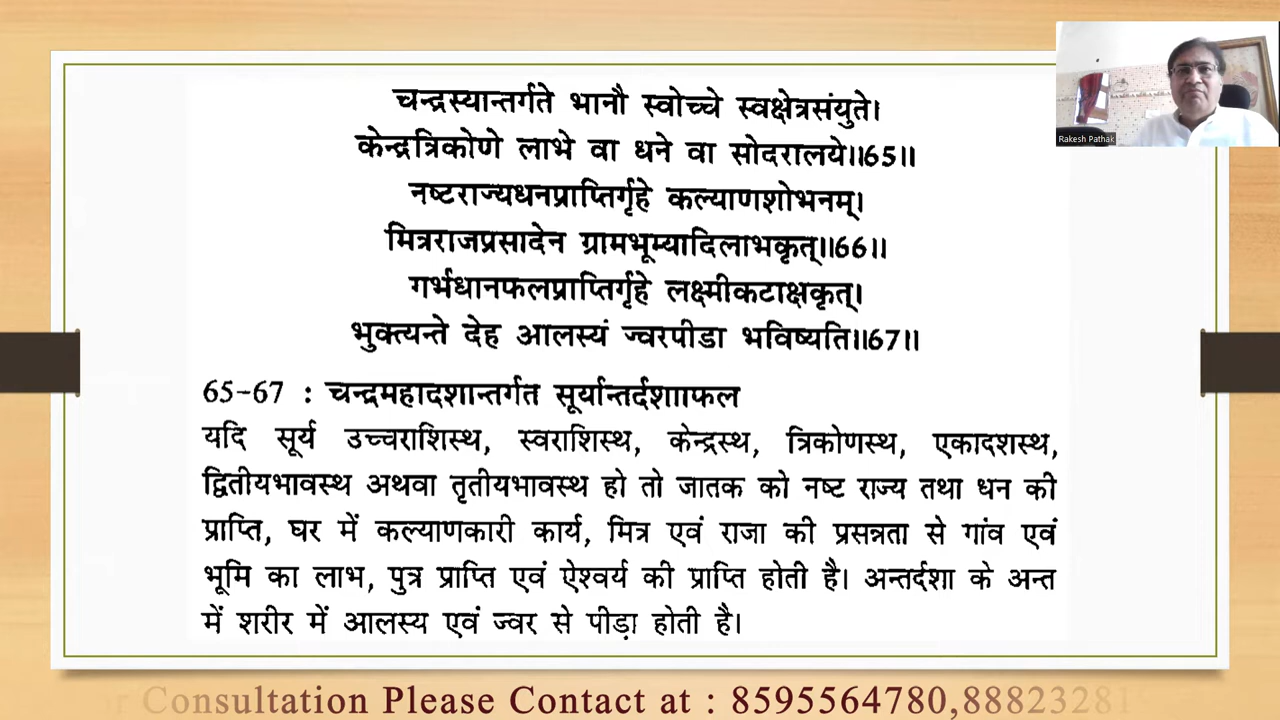 चन्द्रस्यान्तर्गते भानौ स्वोच्चे स्वक्षेत्रसंयुते।
केन्द्रत्रिकोणे लाभे वा धने वा सोदरालये॥65॥
नष्टराज्यधनप्राप्तिर्गृहे कल्याणशोभनम्।
मित्रराजप्रसादेन ग्रामभूम्यादिलाभकृत्॥66॥
गर्भधानफलप्राप्तिर्गृहे लक्ष्मीकटाक्षकृत्।
भुक्त्यन्ते देह आलस्यं ज्वरपीडा भविष्यति॥67॥
65-67 : चन्द्रमहादशान्तर्गत सूर्यान्तर्दशााफल
यदि सूर्य उच्चराशिस्थ, स्वराशिस्थ, केन्द्रस्थ, त्रिकोणस्थ, एकादशस्थ,
द्वितीयभावस्थ अथवा तृतीयभावस्थ हो तो जातक को नष्ट राज्य तथा धन की
प्राप्ति, घर में कल्याणकारी कार्य, मित्र एवं राजा की प्रसन्नता से गांव एवं
भूमि का लाभ, पुत्र प्राप्ति एवं ऐश्वर्य की प्राप्ति होती है। अन्तर्दशा के अन्त
में शरीर में आलस्य एवं ज्वर से पीड़ा होती है।
Rakesh Pathak
Consultation Please Contact at : 8595564780,8882328